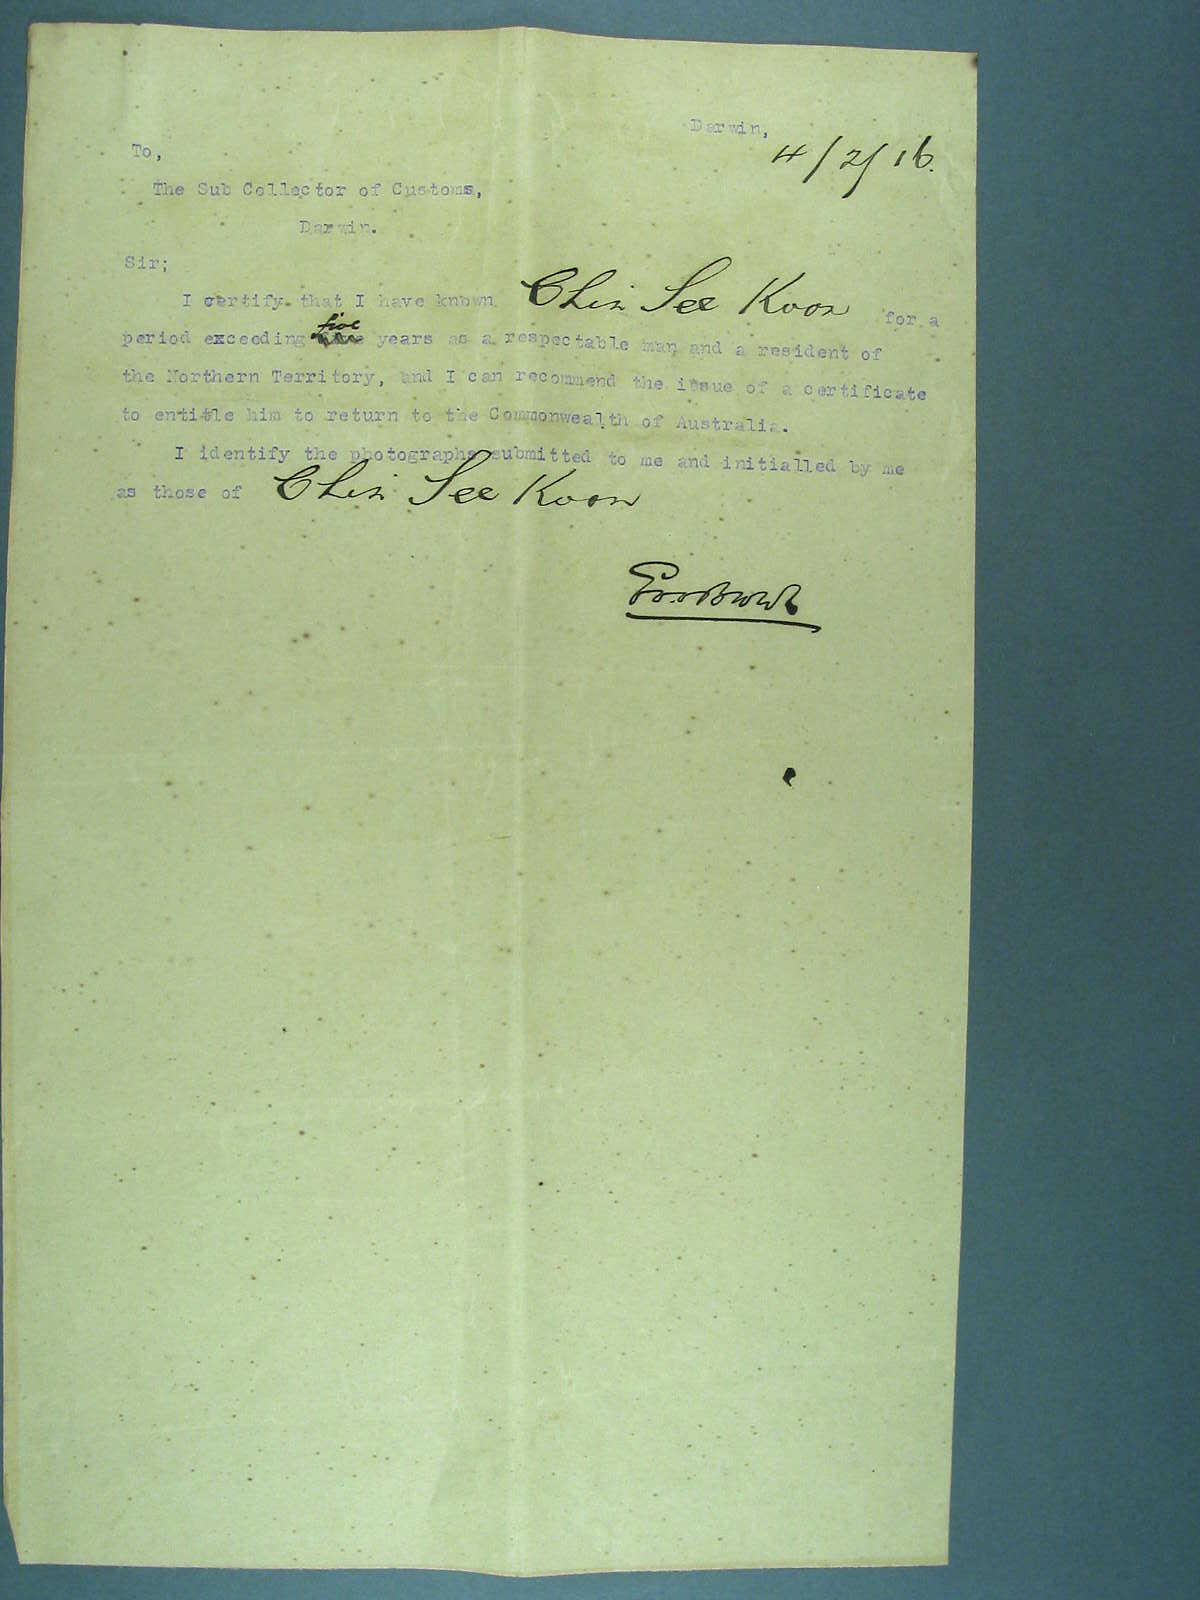 Darwin,
4/2/16.
To,
The Sub Collector of Customs,
Darwin.
Sir;
I certify that I have known Chin See Koon for a
period exceeding five years as a respectable man and a resident of
the Northern Territory, and I can recommend the issue of a certificate
to entitle him to return to the Commonwealth of Australia.
I identify the photographs submitted to me and initialled by me
as those of Chin See Koon